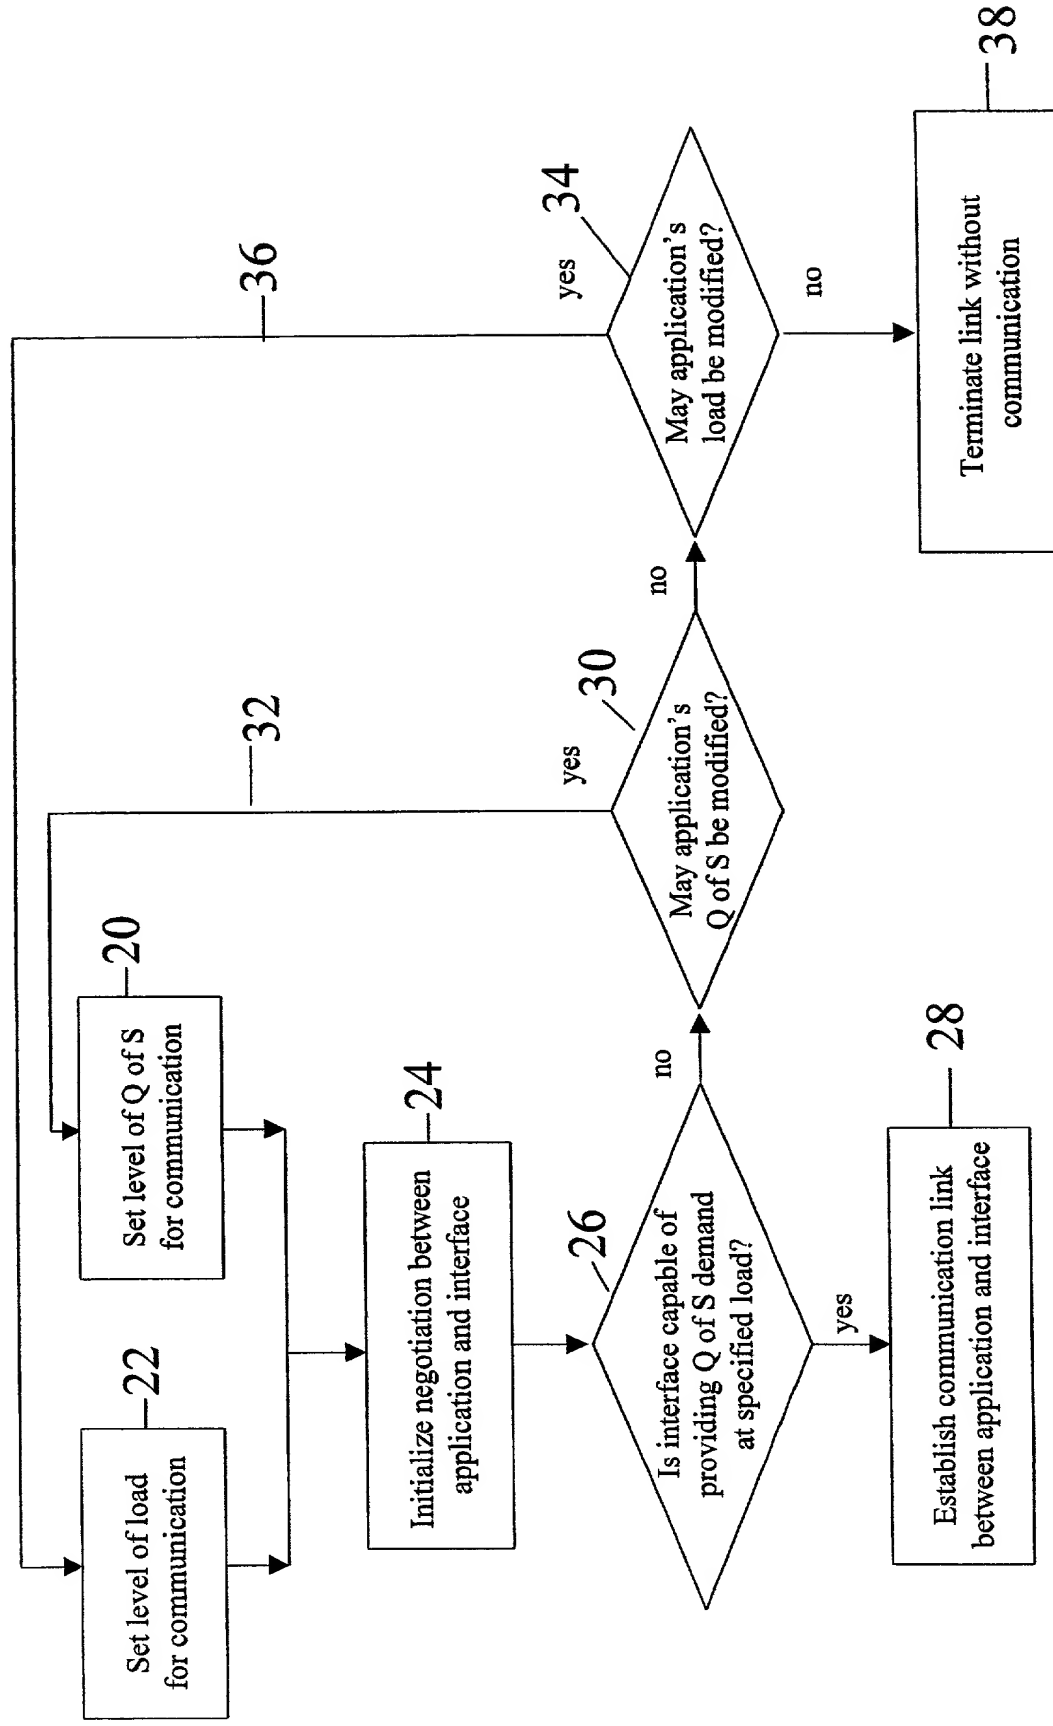 36
32
Set level of load
for communication
22
Set level of Q of S
for communication
20
Initialize negotiation between
application and interface
24
Is interface capable of
providing Q of S demand
at specified load?
26
no
yes
May application's
Q of S be modified?
30
yes
no
May application's
load be modified?
34
yes
no
Establish communication link
between application and interface
28
Terminate link without
communication
38